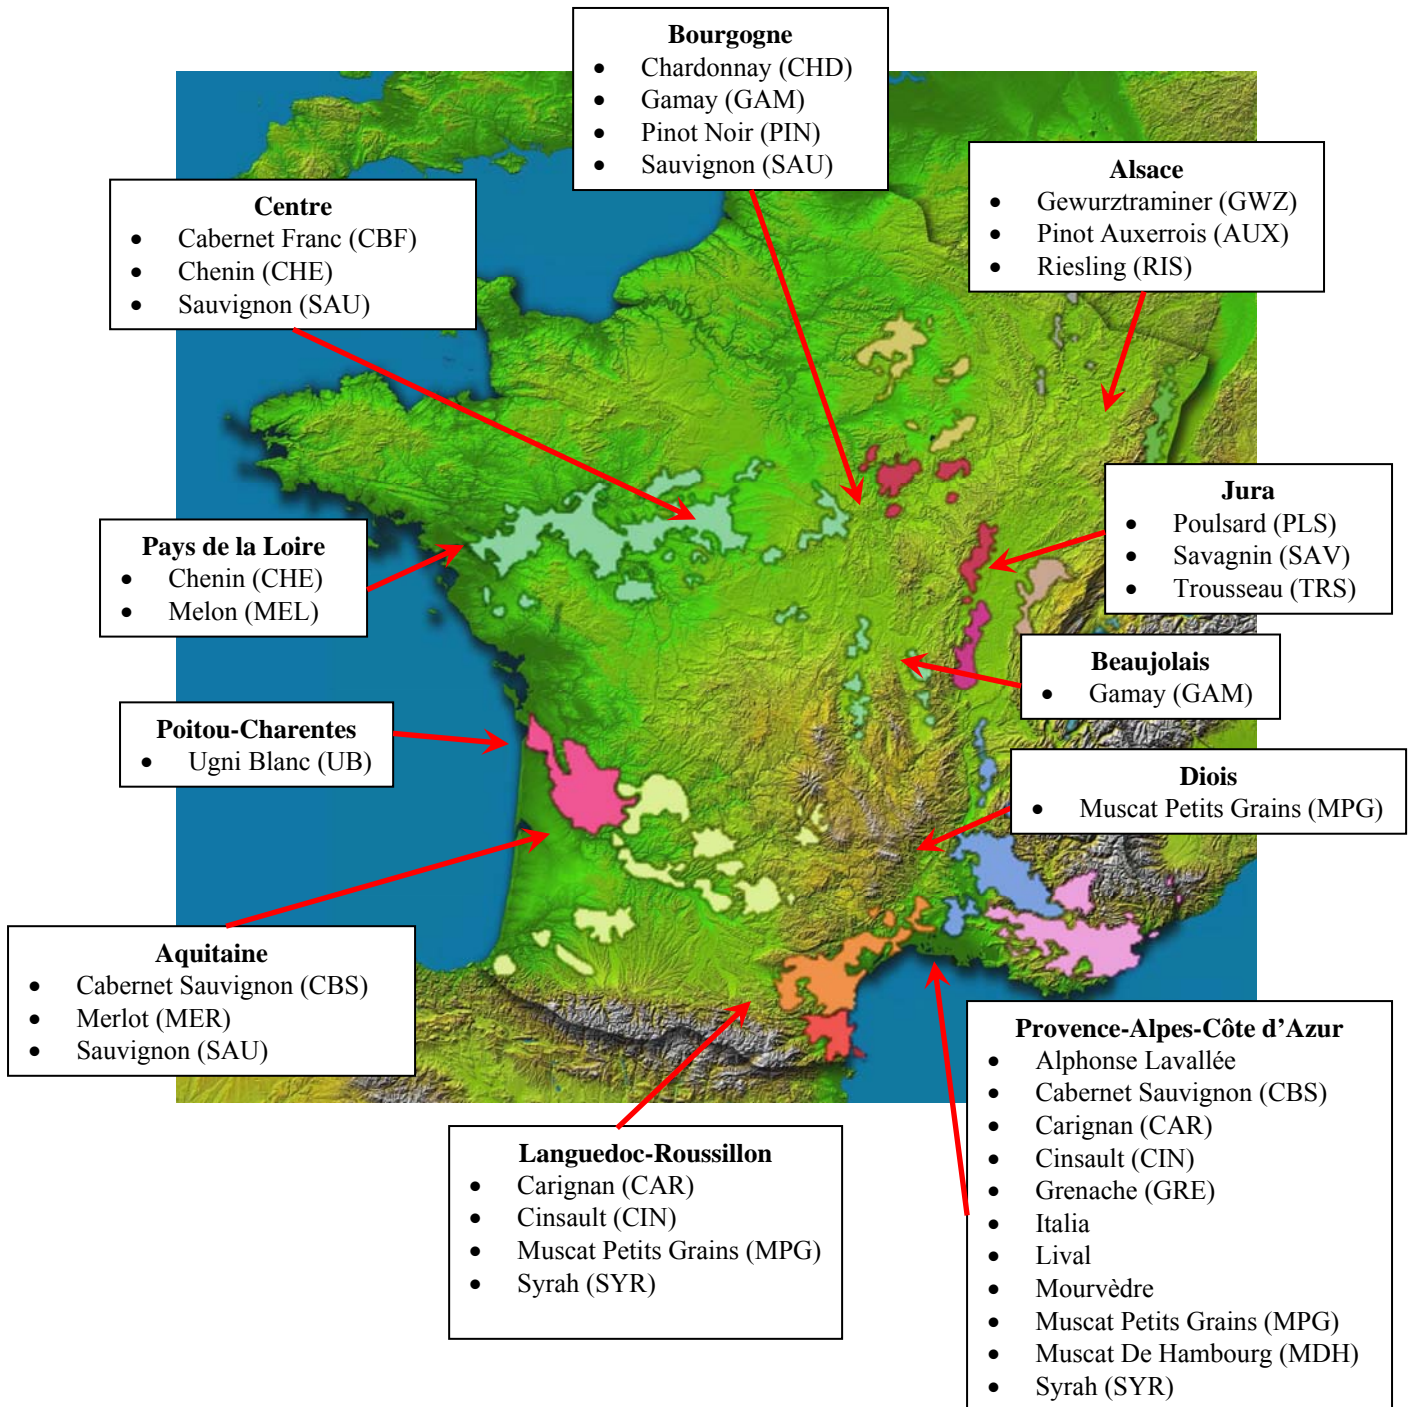 Bourgogne
• Chardonnay (CHD)
• Gamay (GAM)
• Pinot Noir (PIN)
• Sauvignon (SAU)
Alsace
• Gewurztraminer (GWZ)
• Pinot Auxerrois (AUX)
• Riesling (RIS)
Centre
• Cabernet Franc (CBF)
• Chenin (CHE)
• Sauvignon (SAU)
Jura
• Poulsard (PLS)
• Savagnin (SAV)
• Trousseau (TRS)
Pays de la Loire
• Chenin (CHE)
• Melon (MEL)
Beaujolais
• Gamay (GAM)
Poitou-Charentes
• Ugni Blanc (UB)
Diois
• Muscat Petits Grains (MPG)
Aquitaine
• Cabernet Sauvignon (CBS)
• Merlot (MER)
• Sauvignon (SAU)
Provence-Alpes-Côte d’Azur
• Alphonse Lavallée
• Cabernet Sauvignon (CBS)
• Carignan (CAR)
• Cinsault (CIN)
• Grenache (GRE)
• Italia
• Lival
• Mourvèdre
• Muscat Petits Grains (MPG)
• Muscat De Hambourg (MDH)
• Syrah (SYR)
Languedoc-Roussillon
• Carignan (CAR)
• Cinsault (CIN)
• Muscat Petits Grains (MPG)
• Syrah (SYR)